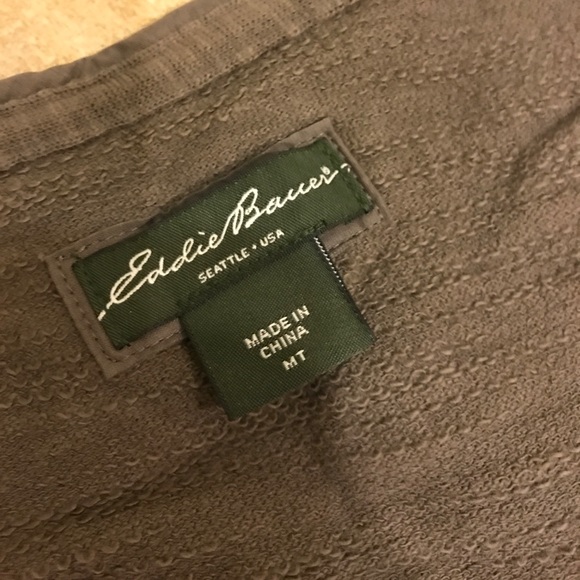 Eddie Bauer®
SEATTLE • USA
MADE IN
CHINA
MT